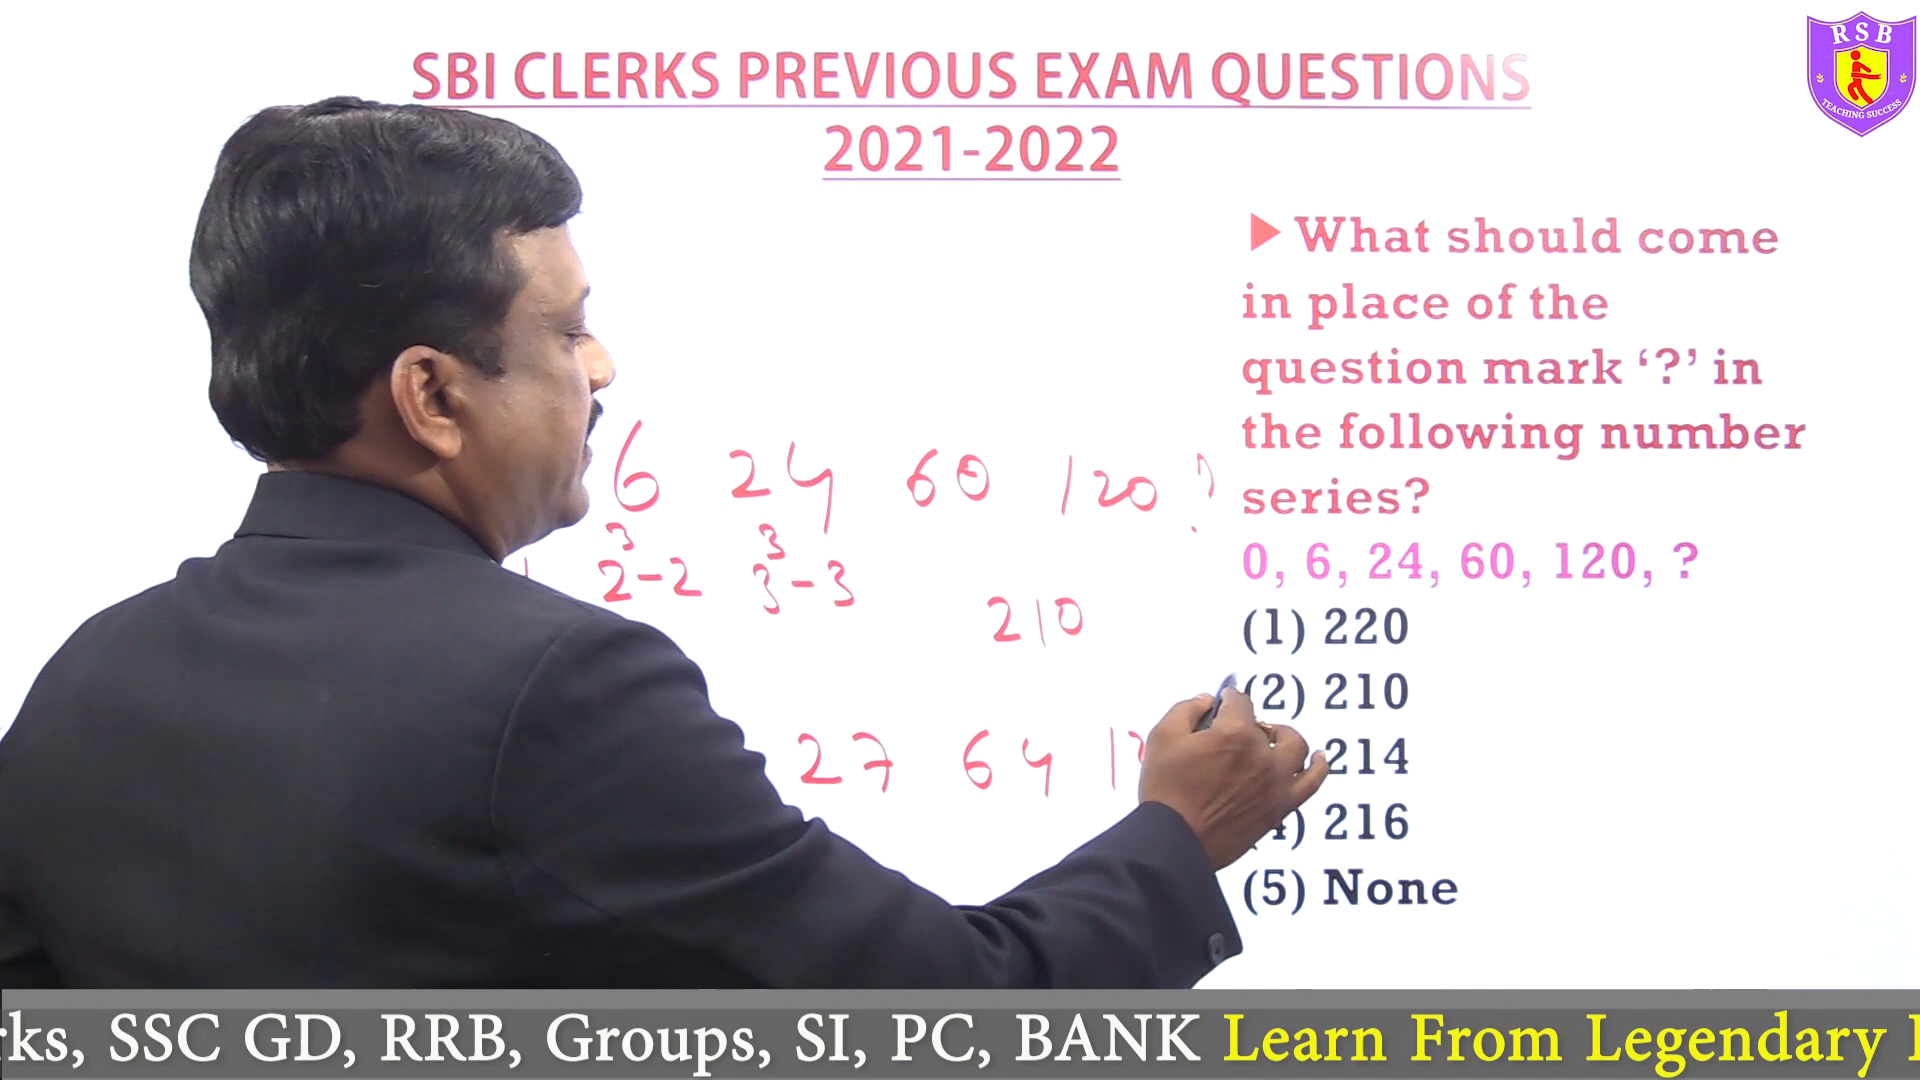 SBI CLERKS PREVIOUS EXAM QUESTIONS
2021-2022
RSB
TEACHING SUCCESS
▶ What should come
in place of the
question mark ‘?’ in
the following number
series?
0, 6, 24, 60, 120, ?
(1) 220
(2) 210
214
216
(5) None
6 24 60 120 ?
2³-2 3³-3
210
27 64
rks, SSC GD, RRB, Groups, SI, PC, BANK Learn From Legendary